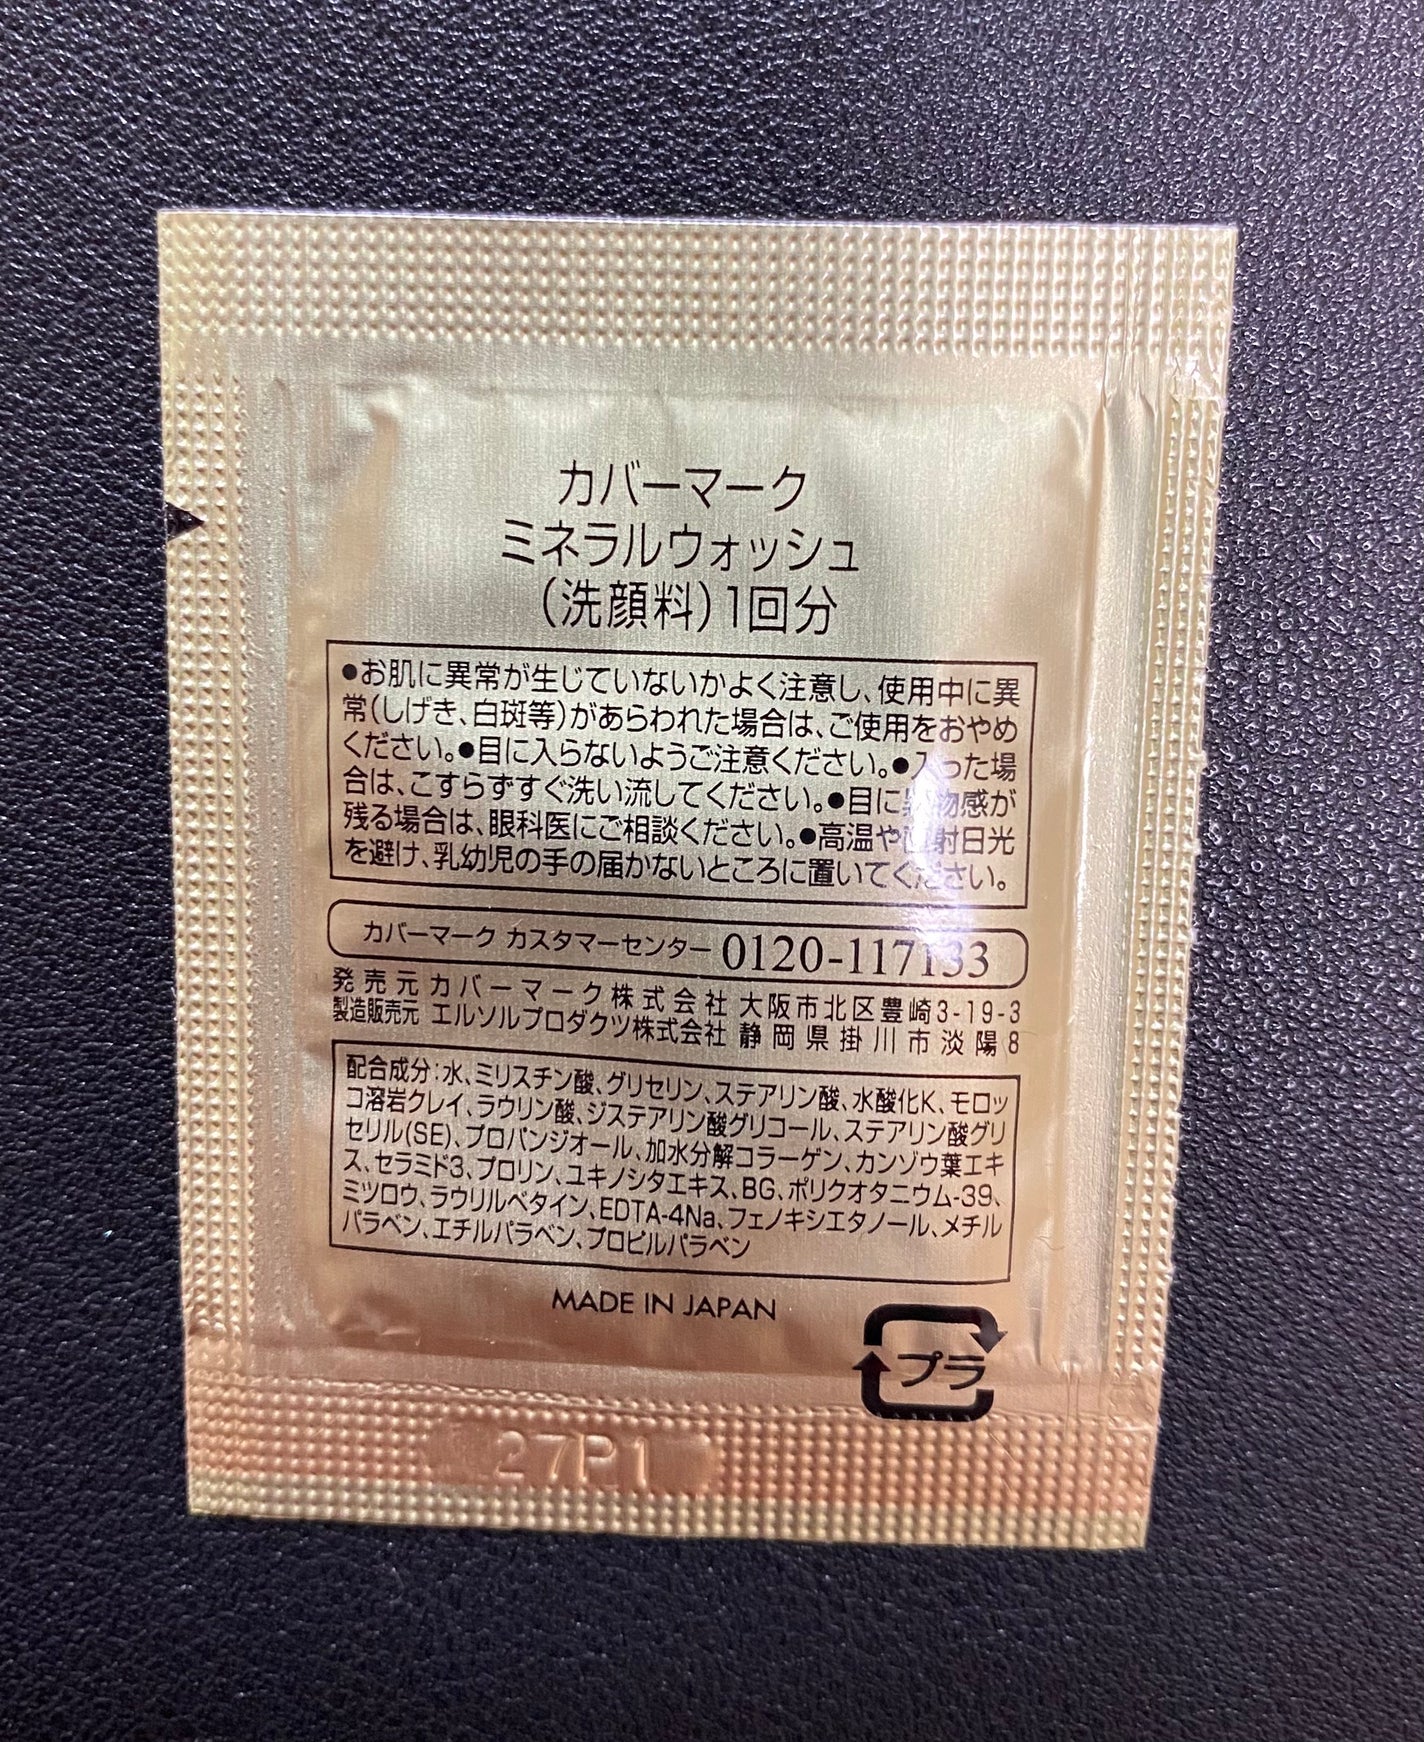 カバーマーク
ミネラルウォッシュ
(洗顔料)1回分
●お肌に異常が生じていないかよく注意し、使用中に異
常(しげき、白斑等)があらわれた場合は、ご使用をおやめ
ください。●目に入らないようご注意ください。●入った場
合は、こすらずすぐ洗い流してください。●目に異物感が
残る場合は、眼科医にご相談ください。●高温や直射日光
を避け、乳幼児の手の届かないところに置いてください。
カバーマーク カスタマーセンター 0120-117133
発売元 カバーマーク株式会社 大阪市北区豊崎3-19-3
製造販売元 エルソルプロダクツ株式会社 静岡県掛川市淡陽8
配合成分:水、ミリスチン酸、グリセリン、ステアリン酸、水酸化K、モロッ
コ溶岩クレイ、ラウリン酸、ジステアリン酸グリコール、ステアリン酸グリ
セリル(SE)、プロパンジオール、加水分解コラーゲン、カンゾウ葉エキ
ス、セラミド3、プロリン、ユキノシタエキス、BG、ポリクオタニウム-39、
ミツロウ、ラウリルベタイン、EDTA-4Na、フェノキシエタノール、メチル
パラベン、エチルパラベン、プロピルパラベン
MADE IN JAPAN
プラ
27P1